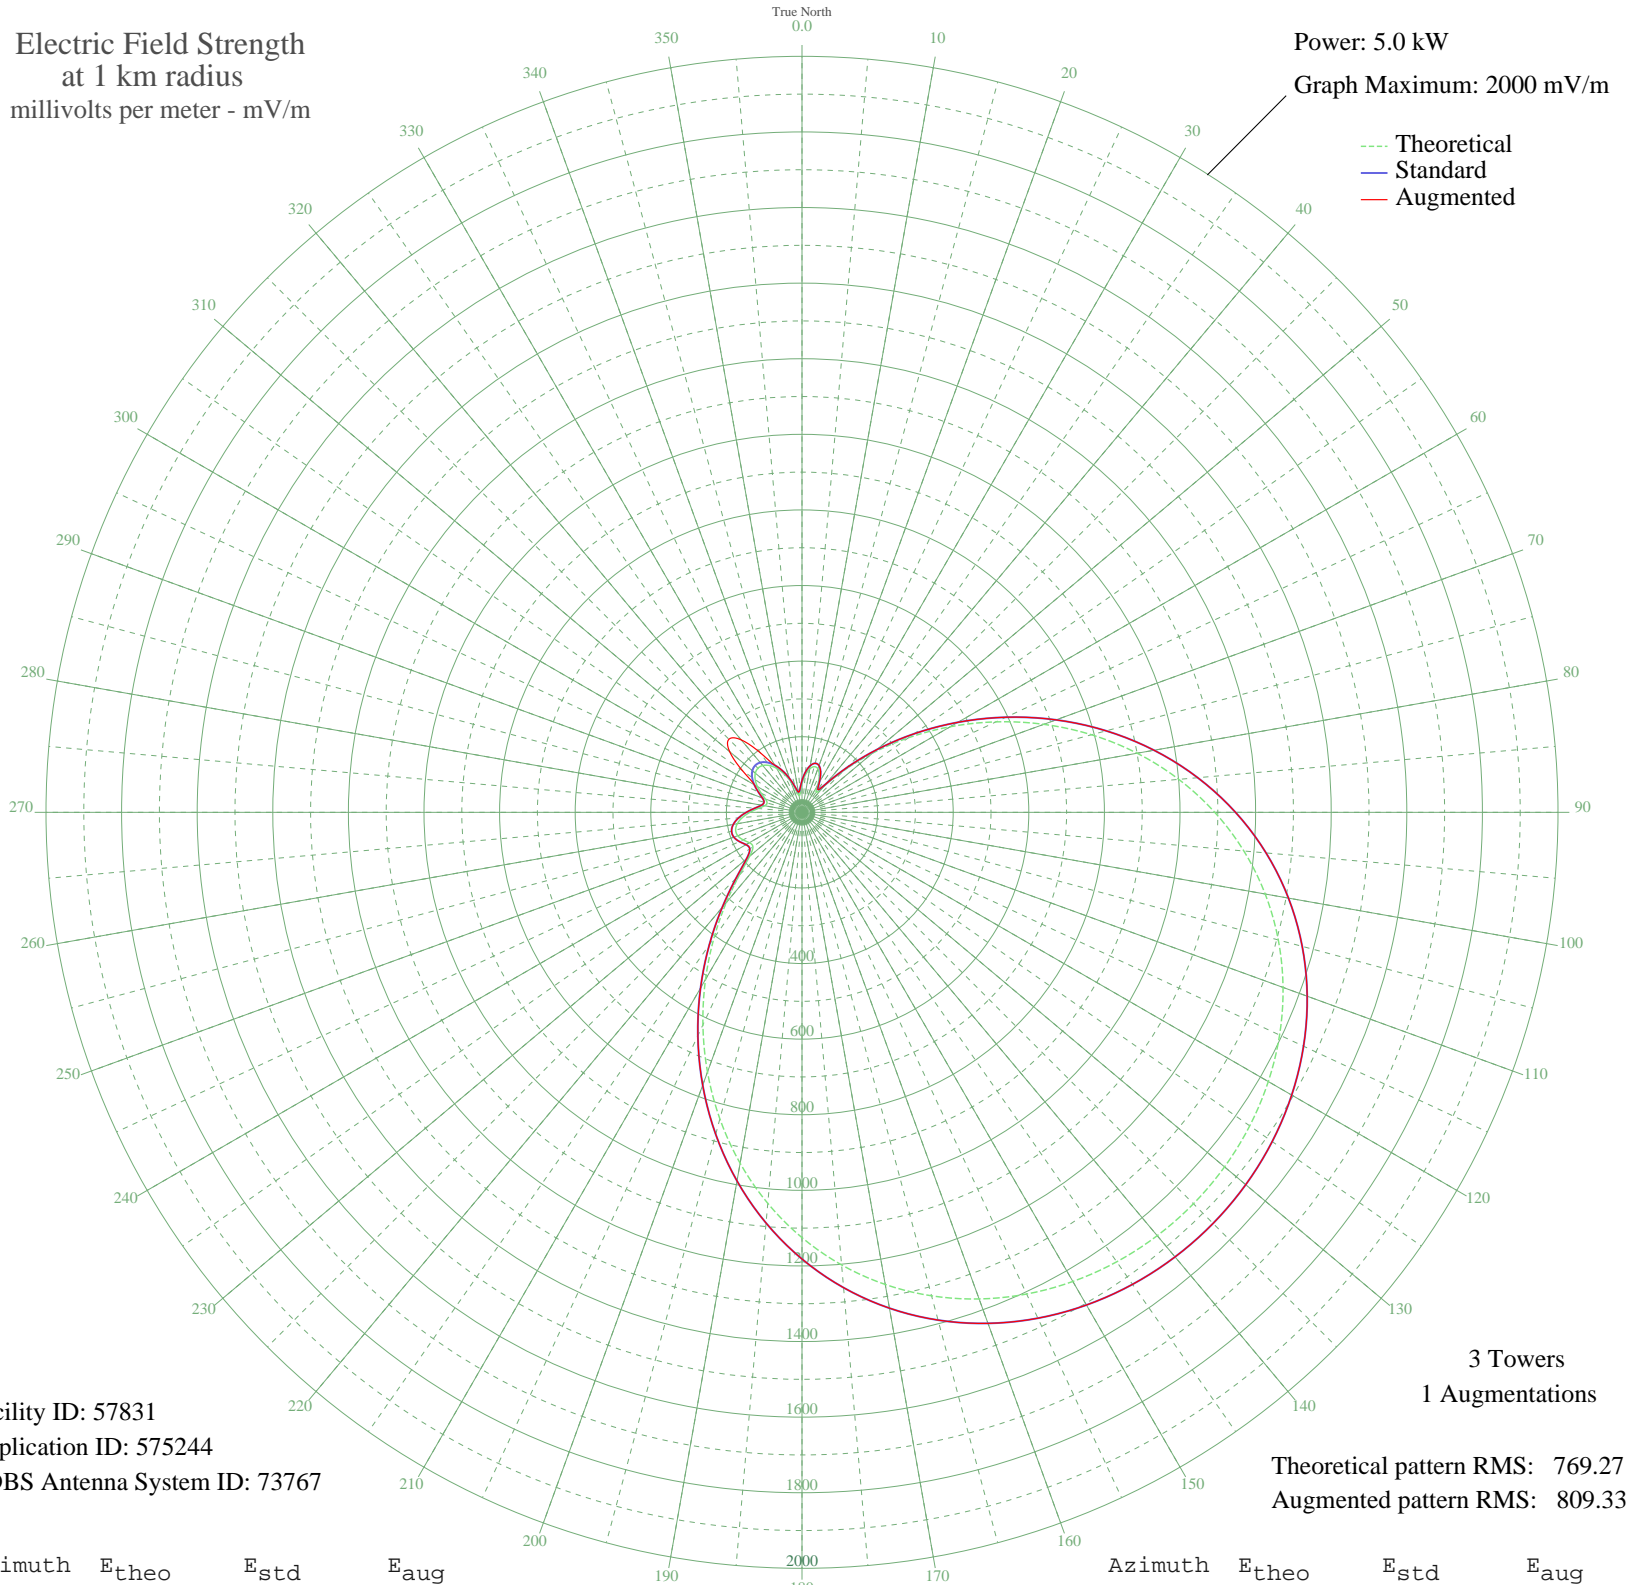 True North
0.0
Electric Field Strength
at 1 km radius
millivolts per meter - mV/m
Power: 5.0 kW
Graph Maximum: 2000 mV/m
Theoretical
Standard
Augmented
10
20
30
40
50
60
70
80
90
100
110
120
130
140
150
160
170
190
200
210
220
230
240
250
260
270
280
290
300
310
320
330
340
350
400
600
800
1000
1200
1400
1600
1800
2000
3 Towers
1 Augmentations
cility ID: 57831
plication ID: 575244
DBS Antenna System ID: 73767
Theoretical pattern RMS: 769.27
Augmented pattern RMS: 809.33
imuth Etheo Estd Eaug
Azimuth Etheo Estd Eaug